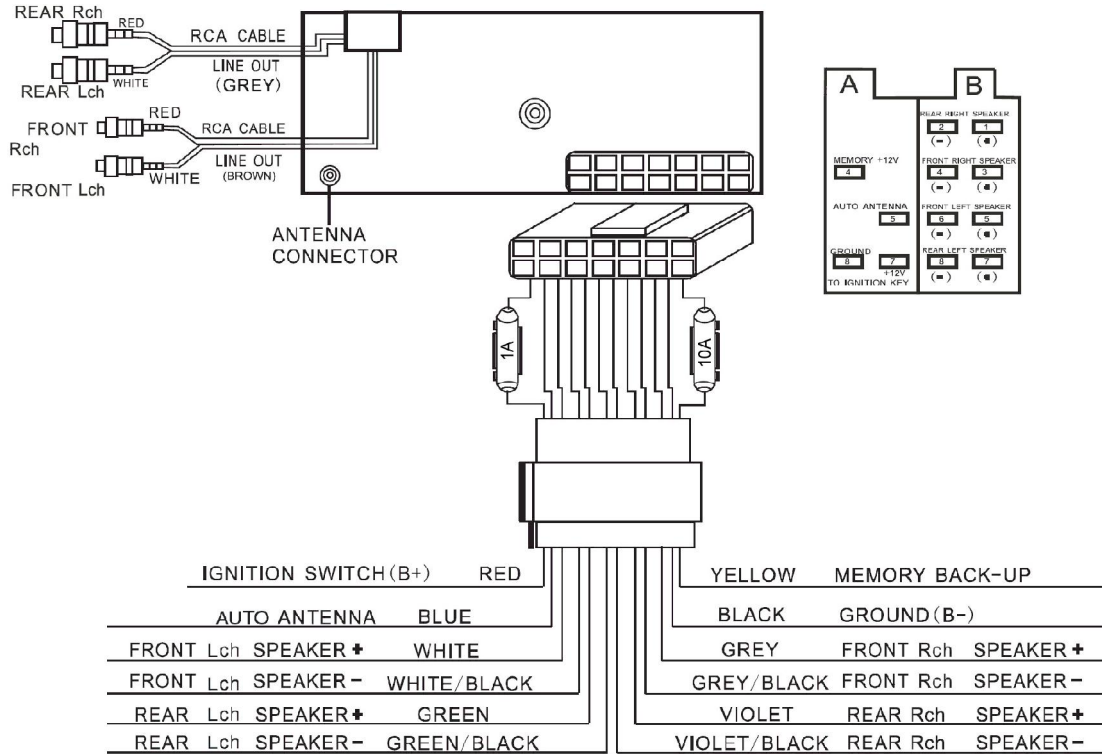 REAR Rch
RED
RCA CABLE
LINE OUT
(GREY)
WHITE
REAR Lch
RED
FRONT
Rch
RCA CABLE
LINE OUT
(BROWN)
WHITE
FRONT Lch
ANTENNA
CONNECTOR
A
B
REAR RIGHT SPEAKER
2
1
(-)
(+)
MEMORY +12V
4
FRONT RIGHT SPEAKER
4
3
(-)
(+)
AUTO ANTENNA
5
FRONT LEFT SPEAKER
6
5
(-)
(+)
GROUND
8
7
+12V
TO IGNITION KEY
REAR LEFT SPEAKER
8
7
(-)
(+)
1A
10A
IGNITION SWITCH(B+) RED
YELLOW MEMORY BACK-UP
AUTO ANTENNA BLUE
BLACK GROUND(B-)
FRONT Lch SPEAKER+ WHITE
GREY FRONT Rch SPEAKER+
FRONT Lch SPEAKER- WHITE/BLACK
GREY/BLACK FRONT Rch SPEAKER-
REAR Lch SPEAKER+ GREEN
VIOLET REAR Rch SPEAKER+
REAR Lch SPEAKER- GREEN/BLACK
VIOLET/BLACK REAR Rch SPEAKER-